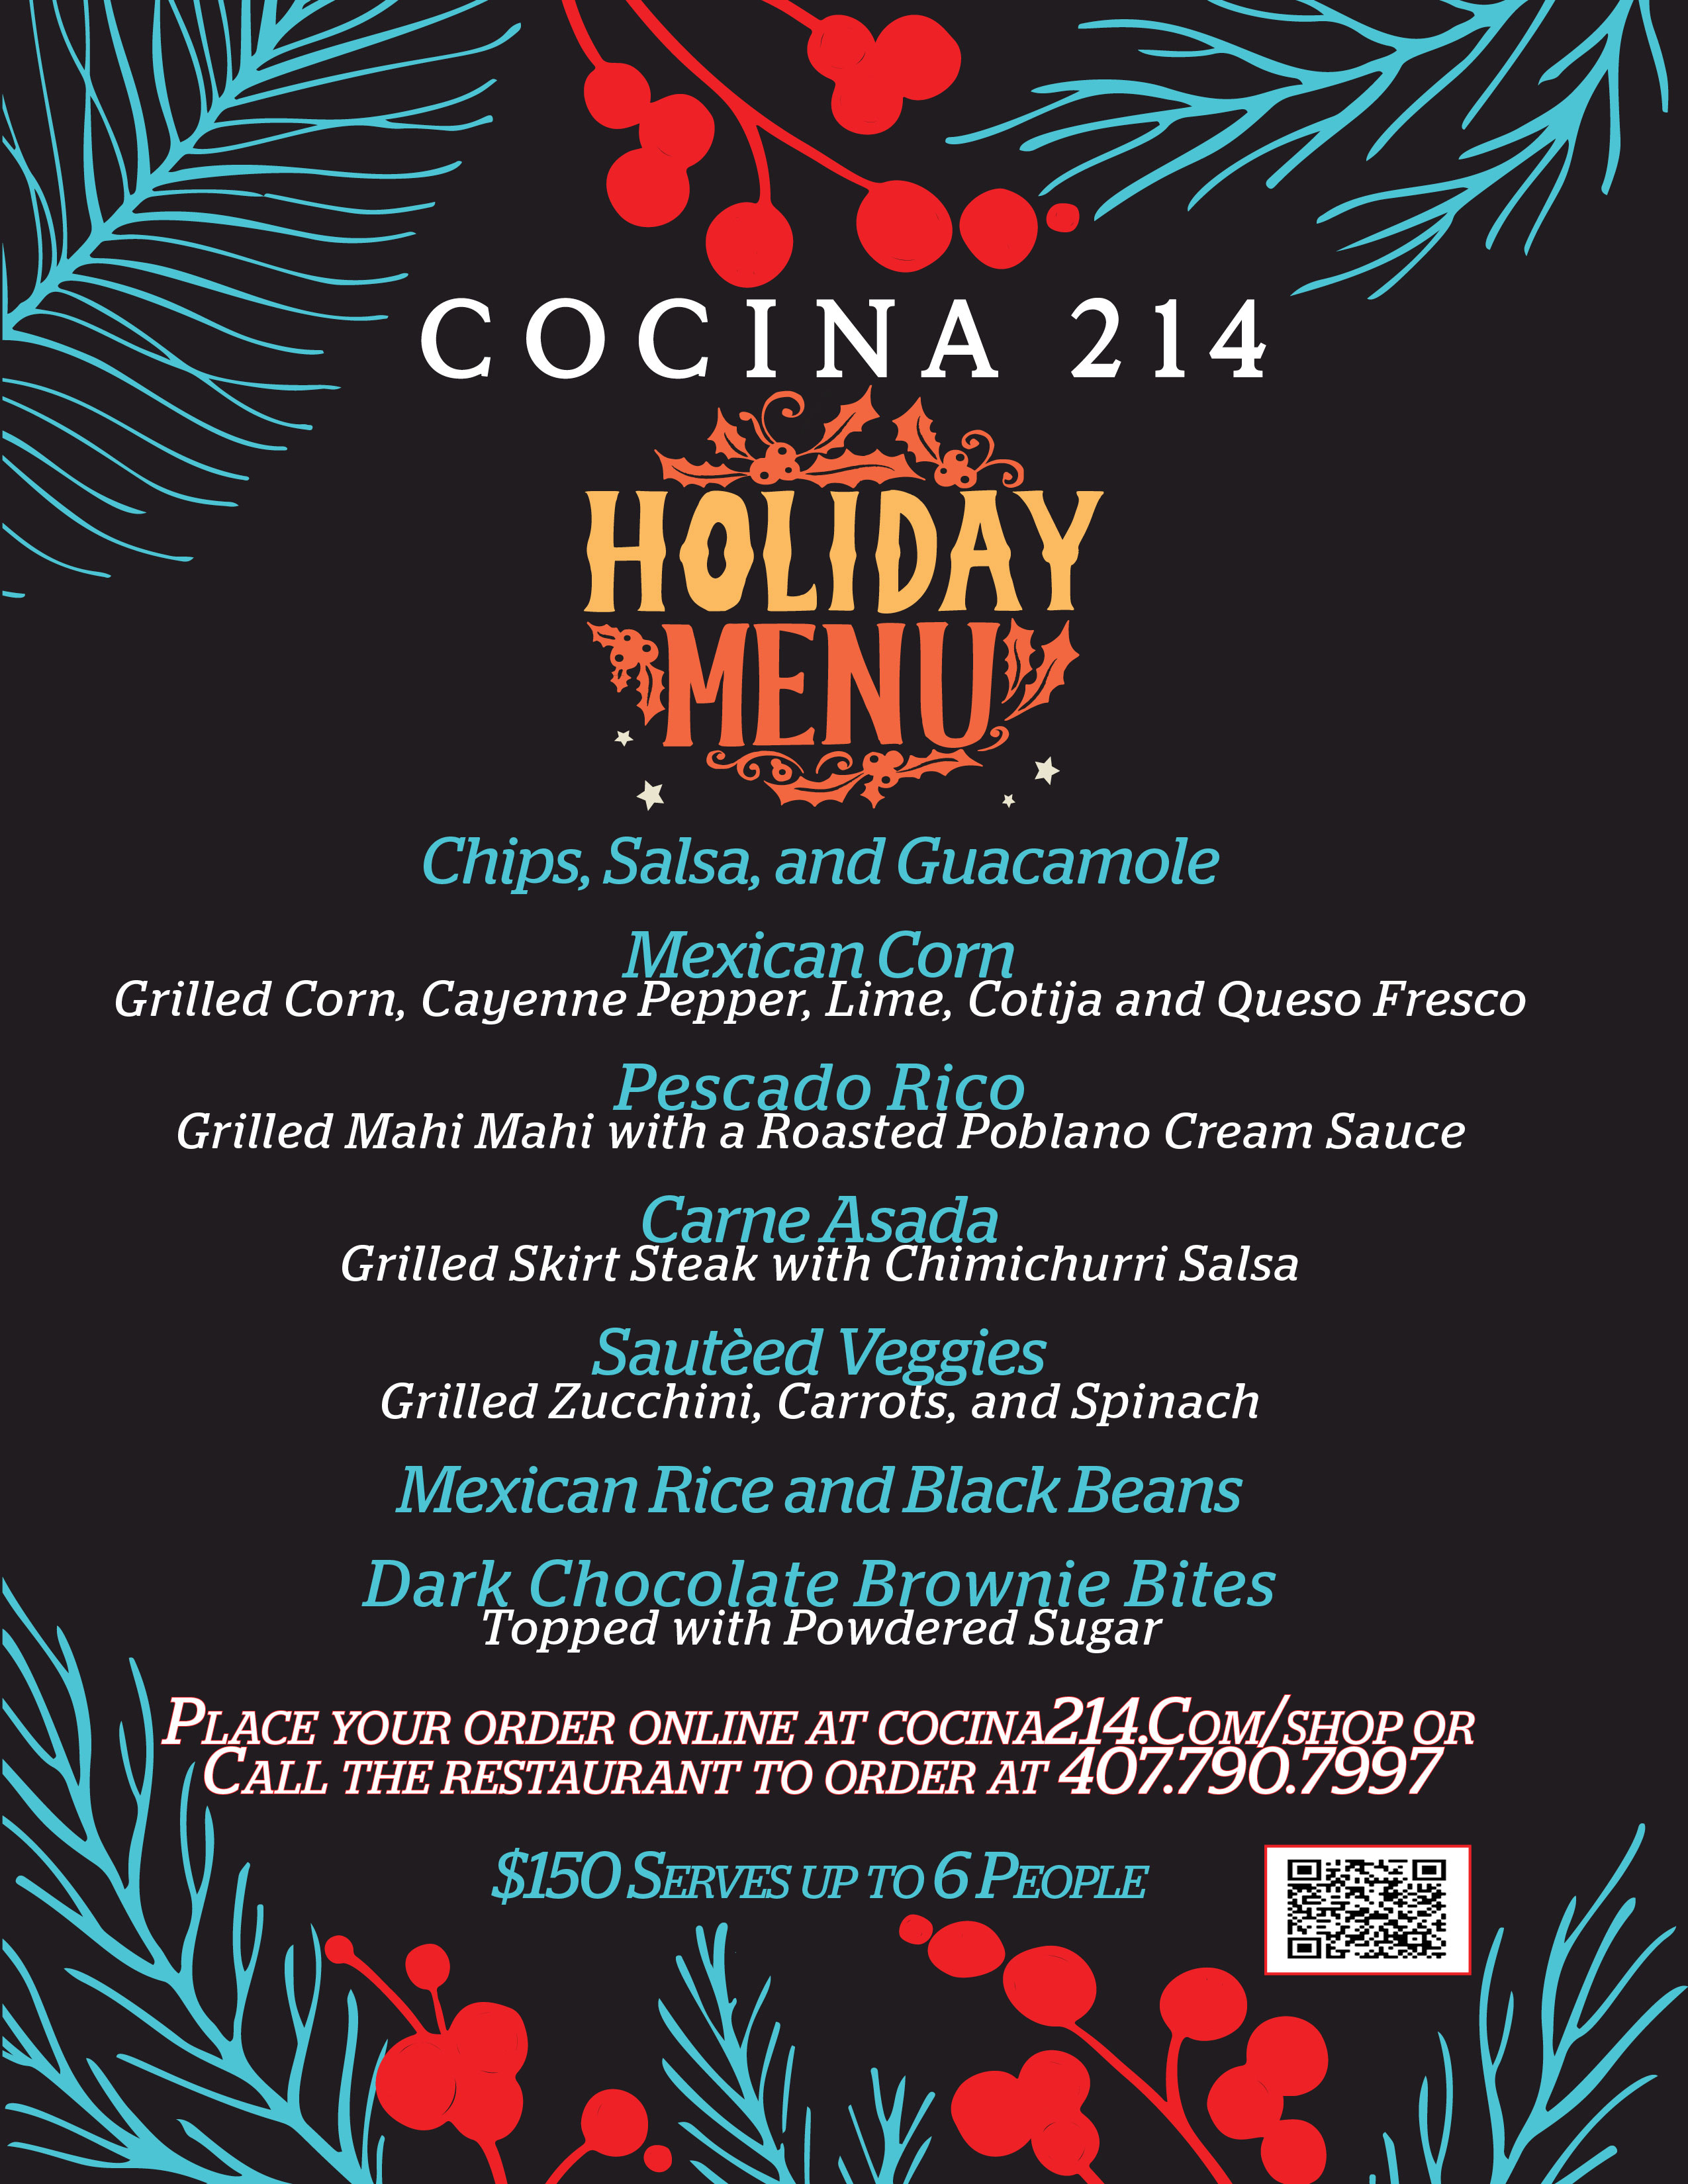 COCINA 214
HOLIDAY
MENU
Chips, Salsa, and Guacamole
Mexican Corn
Grilled Corn, Cayenne Pepper, Lime, Cotija and Queso Fresco
Pescado Rico
Grilled Mahi Mahi with a Roasted Poblano Cream Sauce
Carne Asada
Grilled Skirt Steak with Chimichurri Salsa
Sautèed Veggies
Grilled Zucchini, Carrots, and Spinach
Mexican Rice and Black Beans
Dark Chocolate Brownie Bites
Topped with Powdered Sugar
Place your order online at cocina214.Com/shop or
Call the restaurant to order at 407.790.7997
$150 Serves up to 6 People